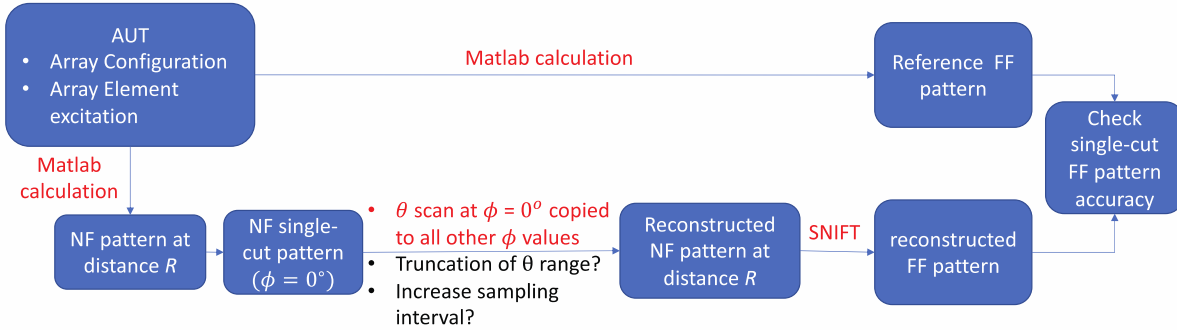 AUT
• Array Configuration
• Array Element
excitation
Matlab calculation
Reference FF
pattern
Check
single-cut
FF pattern
accuracy
Matlab
calculation
NF pattern at
distance R
NF single-
cut pattern
(ϕ = 0°)
• θ scan at ϕ = 0ᵒ copied
to all other ϕ values
• Truncation of θ range?
• Increase sampling
interval?
Reconstructed
NF pattern at
distance R
SNIFT
reconstructed
FF pattern